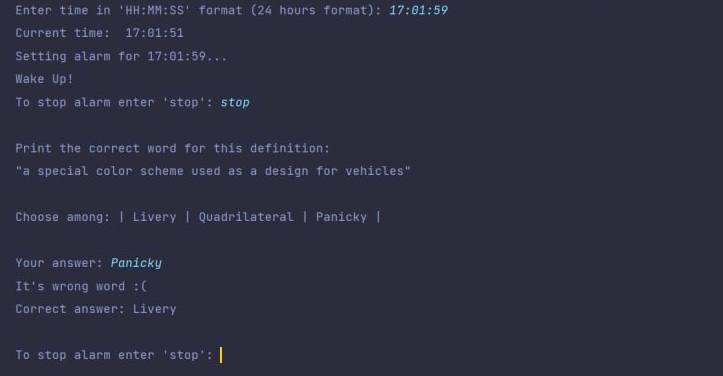 Enter time in 'HH:MM:SS' format (24 hours format): 17:01:59
Current time:  17:01:51
Setting alarm for 17:01:59...
Wake Up!
To stop alarm enter 'stop': stop
Print the correct word for this definition:
"a special color scheme used as a design for vehicles"
Choose among: | Livery | Quadrilateral | Panicky |
Your answer: Panicky
It's wrong word :(
Correct answer: Livery
To stop alarm enter 'stop':